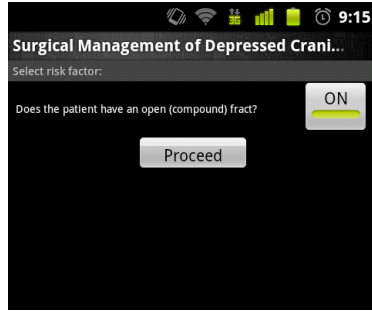 3G 9:15
Surgical Management of Depressed Crani...
Select risk factor:
Does the patient have an open (compound) fract?
ON
Proceed